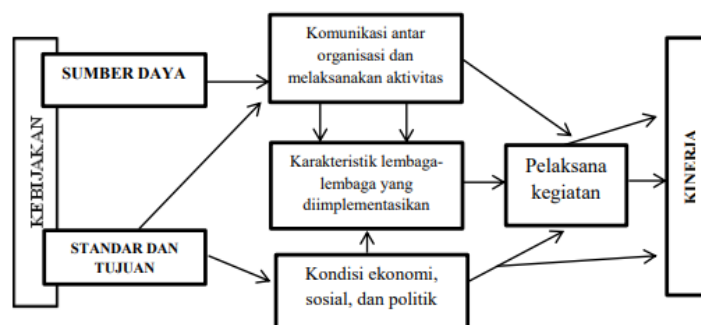 KEBIJAKAN
SUMBER DAYA
STANDAR DAN
TUJUAN
Komunikasi antar
organisasi dan
melaksanakan aktivitas
Karakteristik lembaga-
lembaga yang
diimplementasikan
Kondisi ekonomi,
sosial, dan politik
Pelaksana
kegiatan
KINERJA